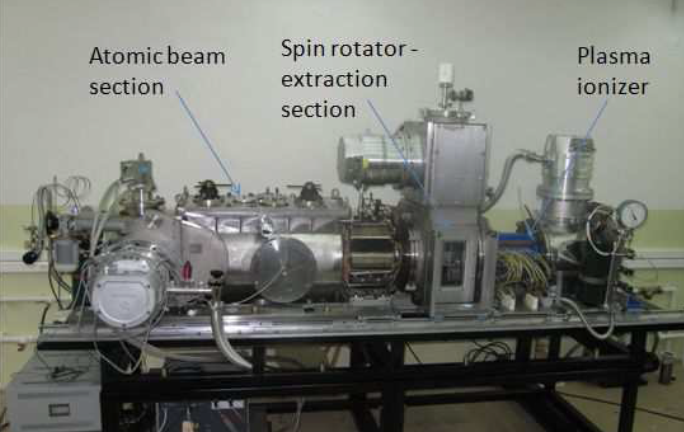 Atomic beam
section
Spin rotator -
extraction
section
Plasma
ionizer